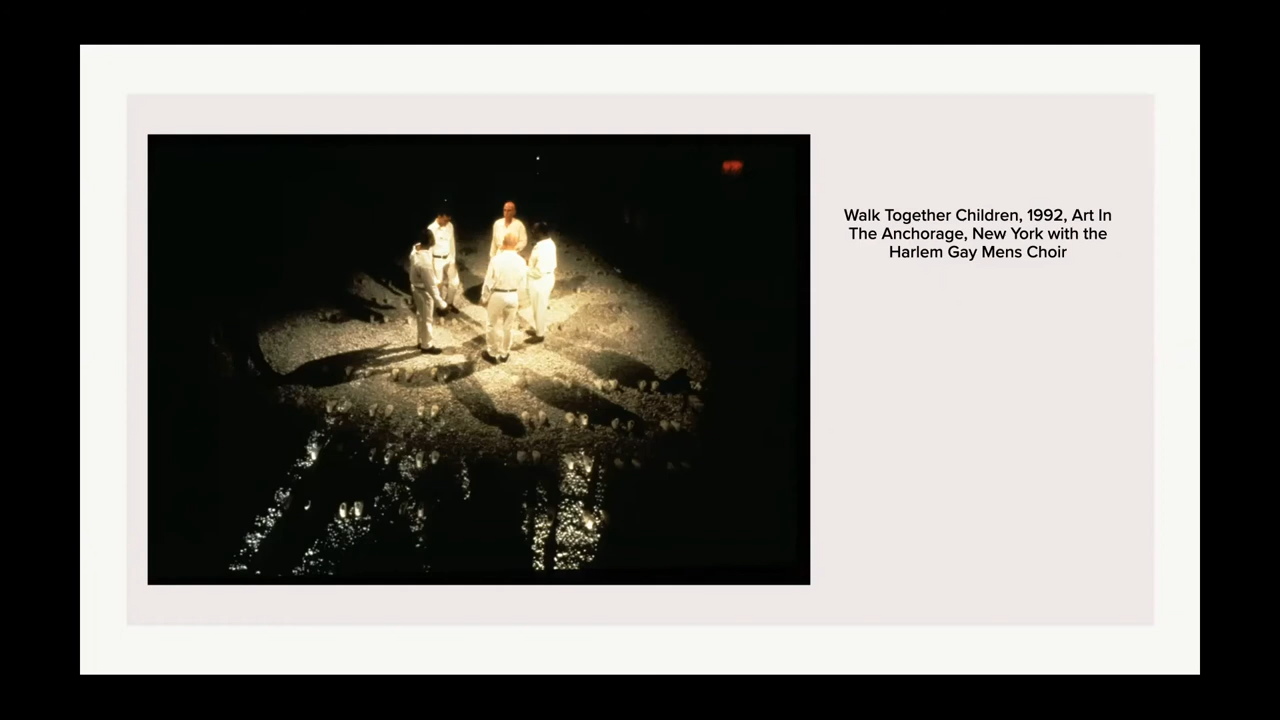 Walk Together Children, 1992, Art In
The Anchorage, New York with the
Harlem Gay Mens Choir